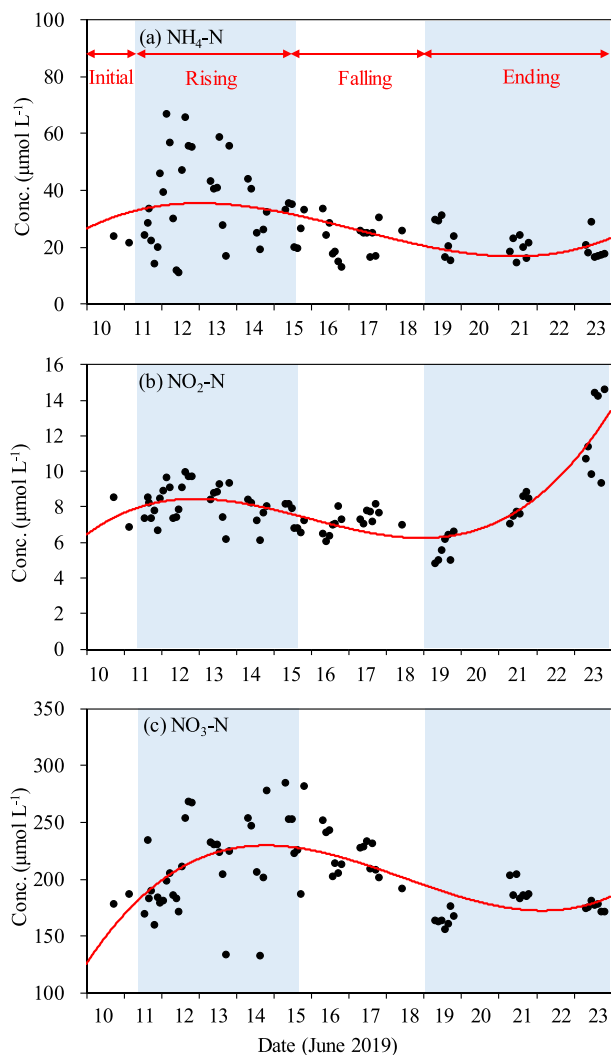 (a) NH₄-N
Initial Rising Falling Ending
Conc. (μmol L⁻¹)
100
80
60
40
20
0
10 11 12 13 14 15 16 17 18 19 20 21 22 23
(b) NO₂-N
Conc. (μmol L⁻¹)
16
14
12
10
8
6
4
2
0
10 11 12 13 14 15 16 17 18 19 20 21 22 23
(c) NO₃-N
Conc. (μmol L⁻¹)
350
300
250
200
150
100
10 11 12 13 14 15 16 17 18 19 20 21 22 23
Date (June 2019)